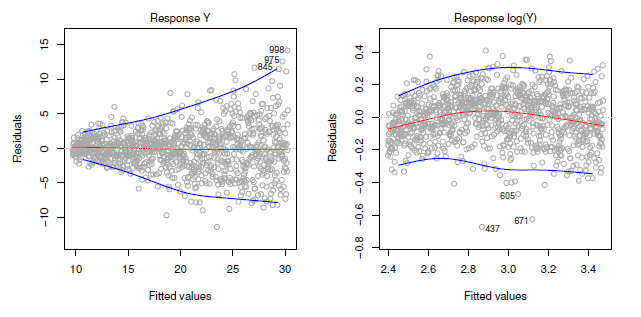 Response Y
Residuals
15
10
5
0
−5
−10
998
975
845
10 15 20 25 30
Fitted values
Response log(Y)
Residuals
0.4
0.2
0.0
−0.2
−0.4
−0.6
−0.8
605
671
437
2.4 2.6 2.8 3.0 3.2 3.4
Fitted values